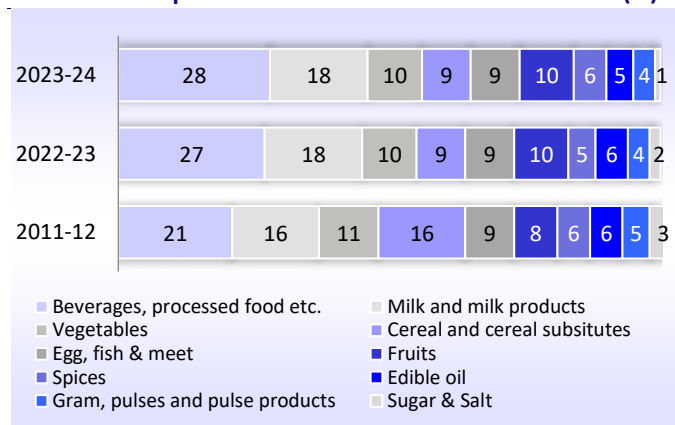 2023-24 28 18 10 9 9 10 6 5 4 1
2022-23 27 18 10 9 9 10 5 6 4 2
2011-12 21 16 11 16 9 8 6 6 5 3
Beverages, processed food etc. Milk and milk products
Vegetables Cereal and cereal subsitutes
Egg, fish & meet Fruits
Spices Edible oil
Gram, pulses and pulse products Sugar & Salt